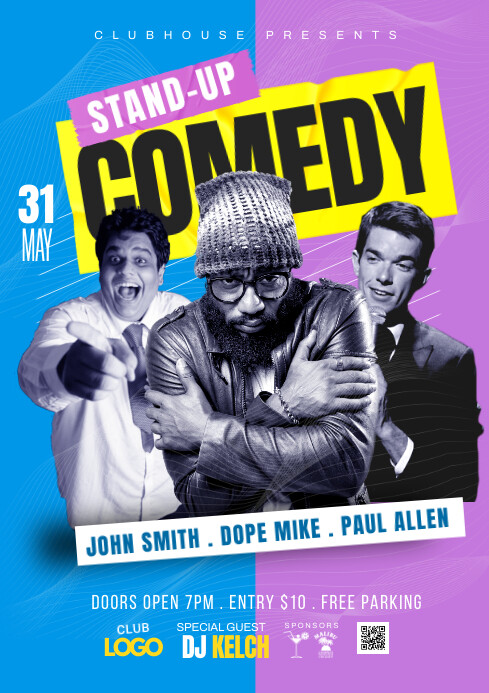 CLUBHOUSE PRESENTS
STAND-UP
COMEDY
31
MAY
JOHN SMITH . DOPE MIKE . PAUL ALLEN
DOORS OPEN 7PM . ENTRY $10 . FREE PARKING
CLUB
LOGO
SPECIAL GUEST
DJ KELCH
SPONSORS
MALIBU